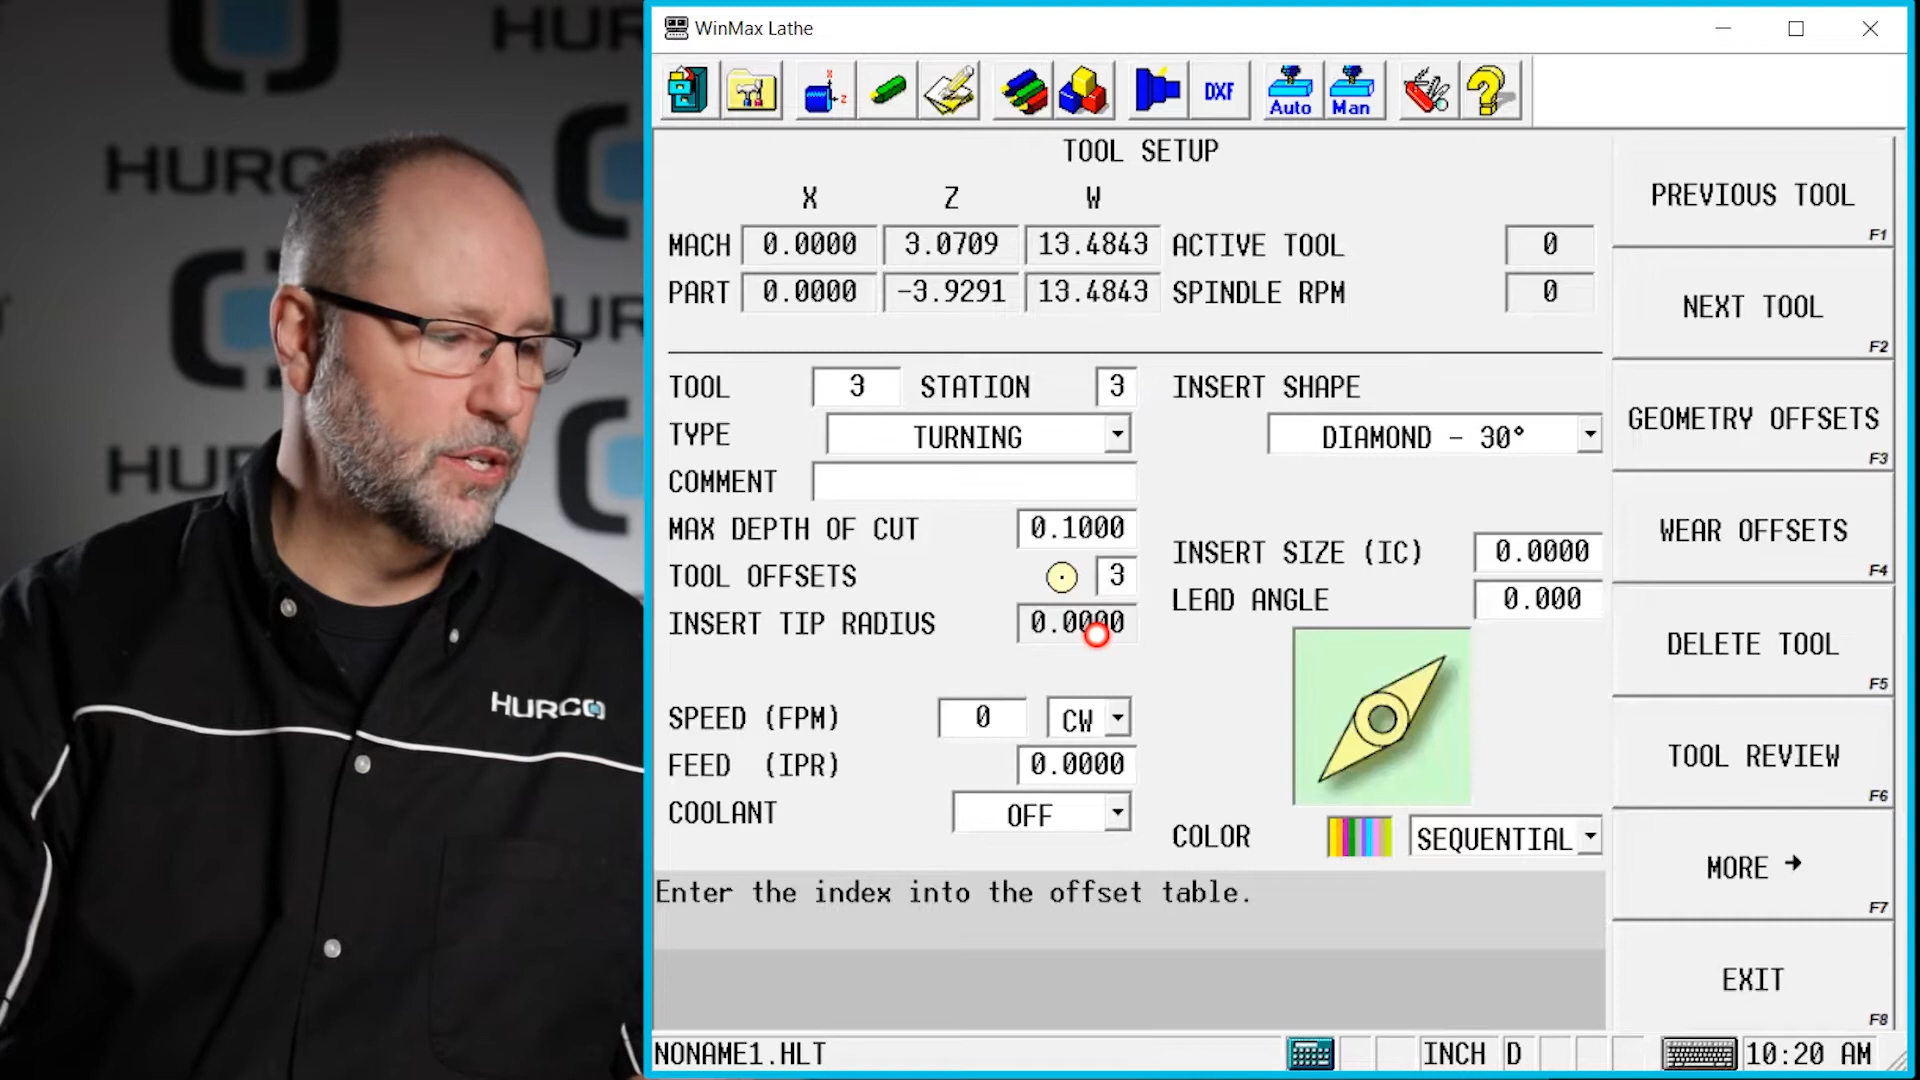 WinMax Lathe
DXF
Auto
Man
TOOL SETUP
X Z W
MACH 0.0000 3.0709 13.4843 ACTIVE TOOL 0
PART 0.0000 -3.9291 13.4843 SPINDLE RPM 0
TOOL 3 STATION 3 INSERT SHAPE
TYPE TURNING DIAMOND - 30°
COMMENT
MAX DEPTH OF CUT 0.1000
INSERT SIZE (IC) 0.0000
TOOL OFFSETS 3
LEAD ANGLE 0.000
INSERT TIP RADIUS 0.0000
SPEED (FPM) 0 CW
FEED (IPR) 0.0000
COOLANT OFF
COLOR SEQUENTIAL
Enter the index into the offset table.
PREVIOUS TOOL F1
NEXT TOOL F2
GEOMETRY OFFSETS F3
WEAR OFFSETS F4
DELETE TOOL F5
TOOL REVIEW F6
MORE → F7
EXIT F8
NONAME1.HLT INCH D 10:20 AM
HURCO
HURC
HUR
HURCO